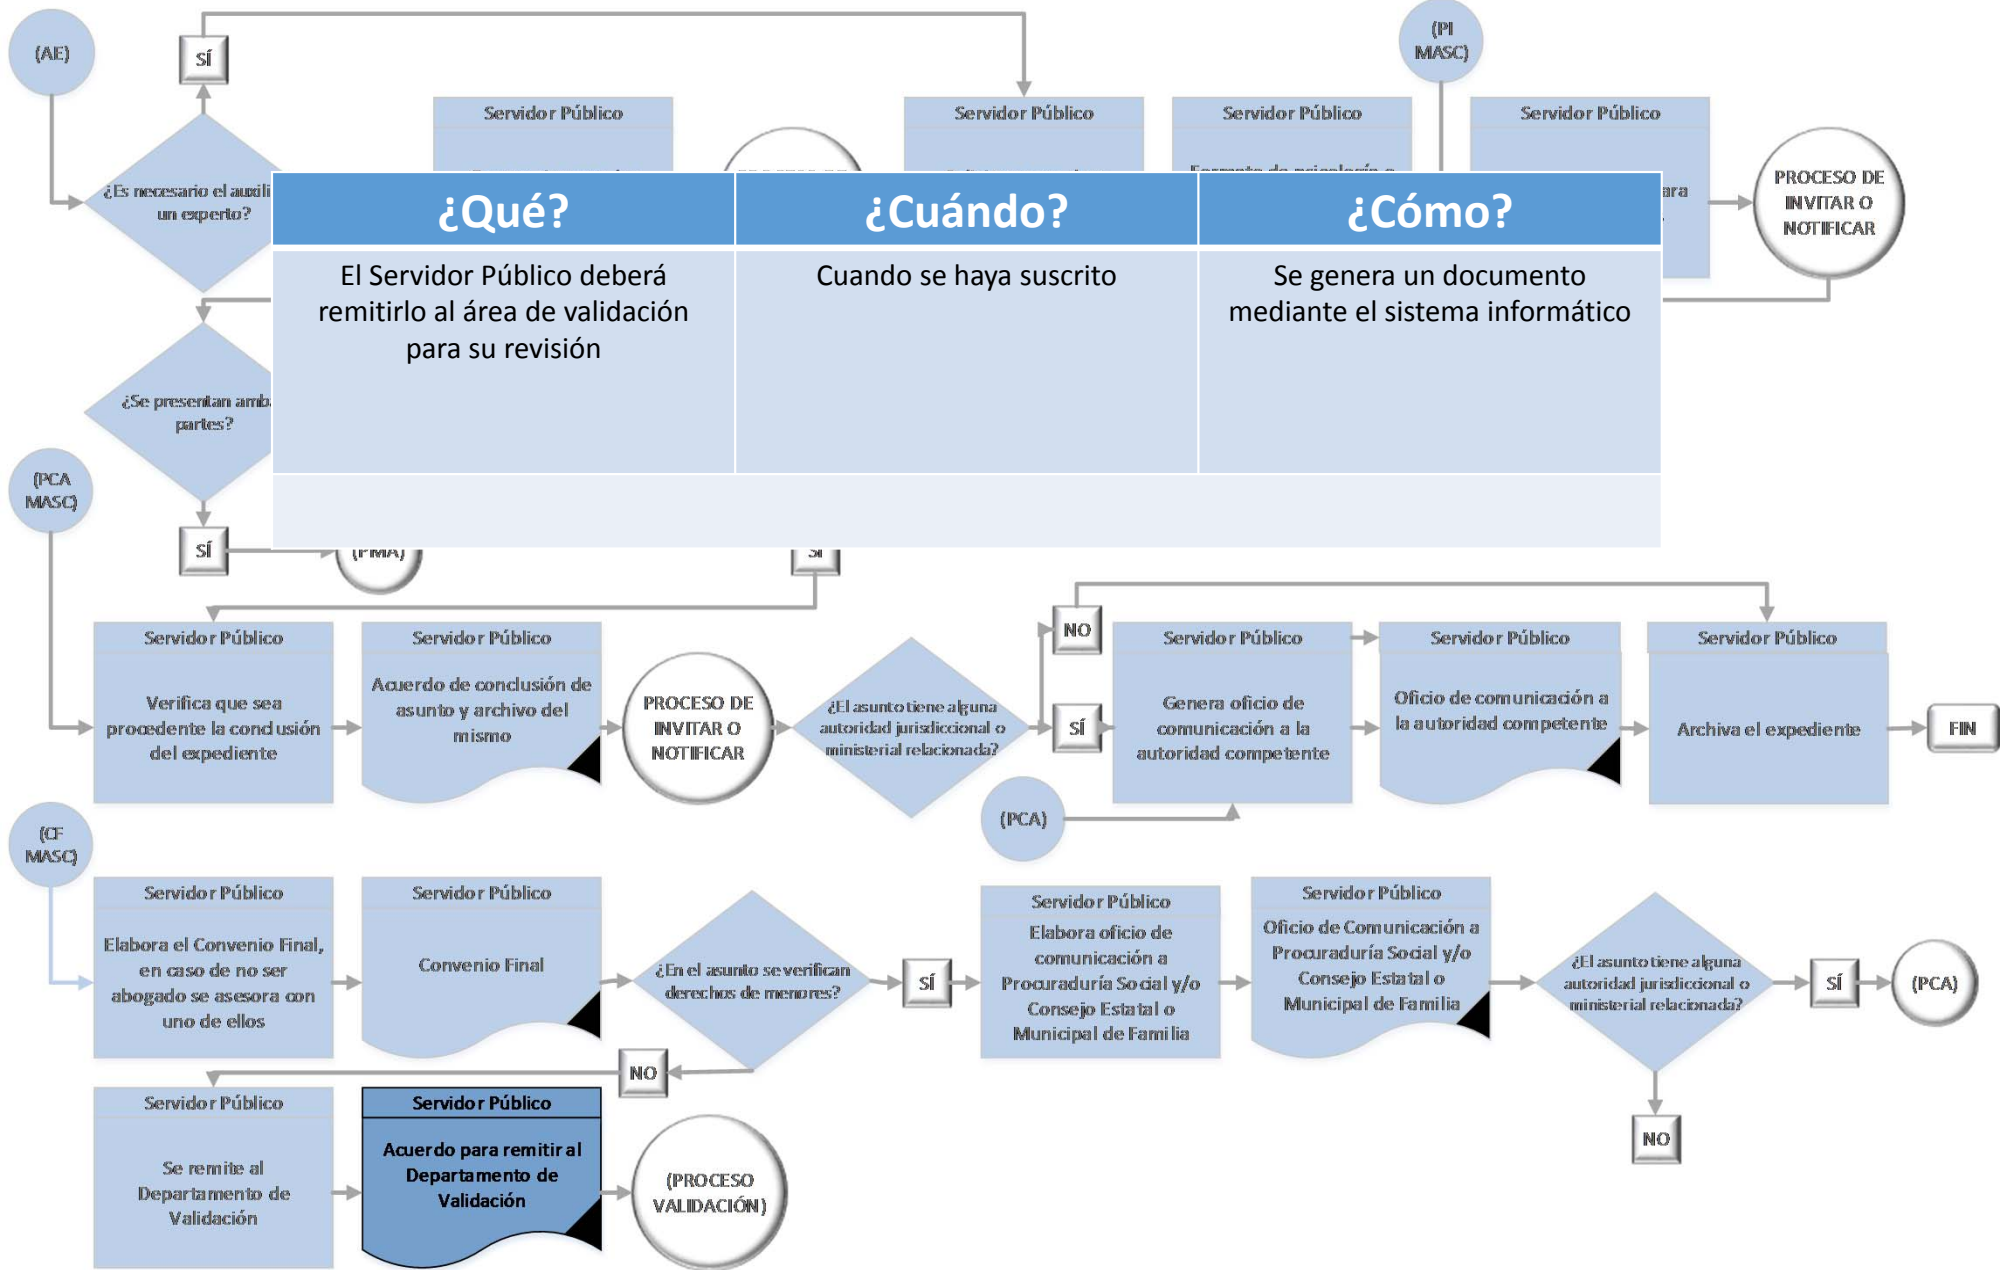 (AE)
SÍ
(PI
MASC)
Servidor Público
Servidor Público
Servidor Público
Servidor Público
¿Es necesario el
un experto?
PROCESO DE
INVITAR O
NOTIFICAR
¿Qué?
¿Cuándo?
¿Cómo?
El Servidor Público deberá
remitirlo al área de validación
para su revisión
Cuando se haya suscrito
Se genera un documento
mediante el sistema informático
¿Se presentan
partes?
(PCA
MASC)
SÍ
(PMA)
SÍ
Servidor Público
Verifica que sea
procedente la conclusión
del expediente
Servidor Público
Acuerdo de conclusión de
asunto y archivo del
mismo
PROCESO DE
INVITAR O
NOTIFICAR
¿El asunto tiene alguna
autoridad jurisdiccional o
ministerial relacionada?
NO
SÍ
Servidor Público
Genera oficio de
comunicación a la
autoridad competente
Servidor Público
Oficio de comunicación a
la autoridad competente
Servidor Público
Archiva el expediente
FIN
(PCA)
(CF
MASC)
Servidor Público
Elabora el Convenio Final,
en caso de no ser
abogado se asesora con
uno de ellos
Servidor Público
Convenio Final
¿En el asunto se verifican
derechos de menores?
SÍ
Servidor Público
Elabora oficio de
comunicación a
Procuraduría Social y/o
Consejo Estatal o
Municipal de Familia
Servidor Público
Oficio de Comunicación a
Procuraduría Social y/o
Consejo Estatal o
Municipal de Familia
¿El asunto tiene alguna
autoridad jurisdiccional o
ministerial relacionada?
SÍ
(PCA)
NO
NO
Servidor Público
Se remite al
Departamento de
Validación
Servidor Público
Acuerdo para remitir al
Departamento de
Validación
(PROCESO
VALIDACIÓN)